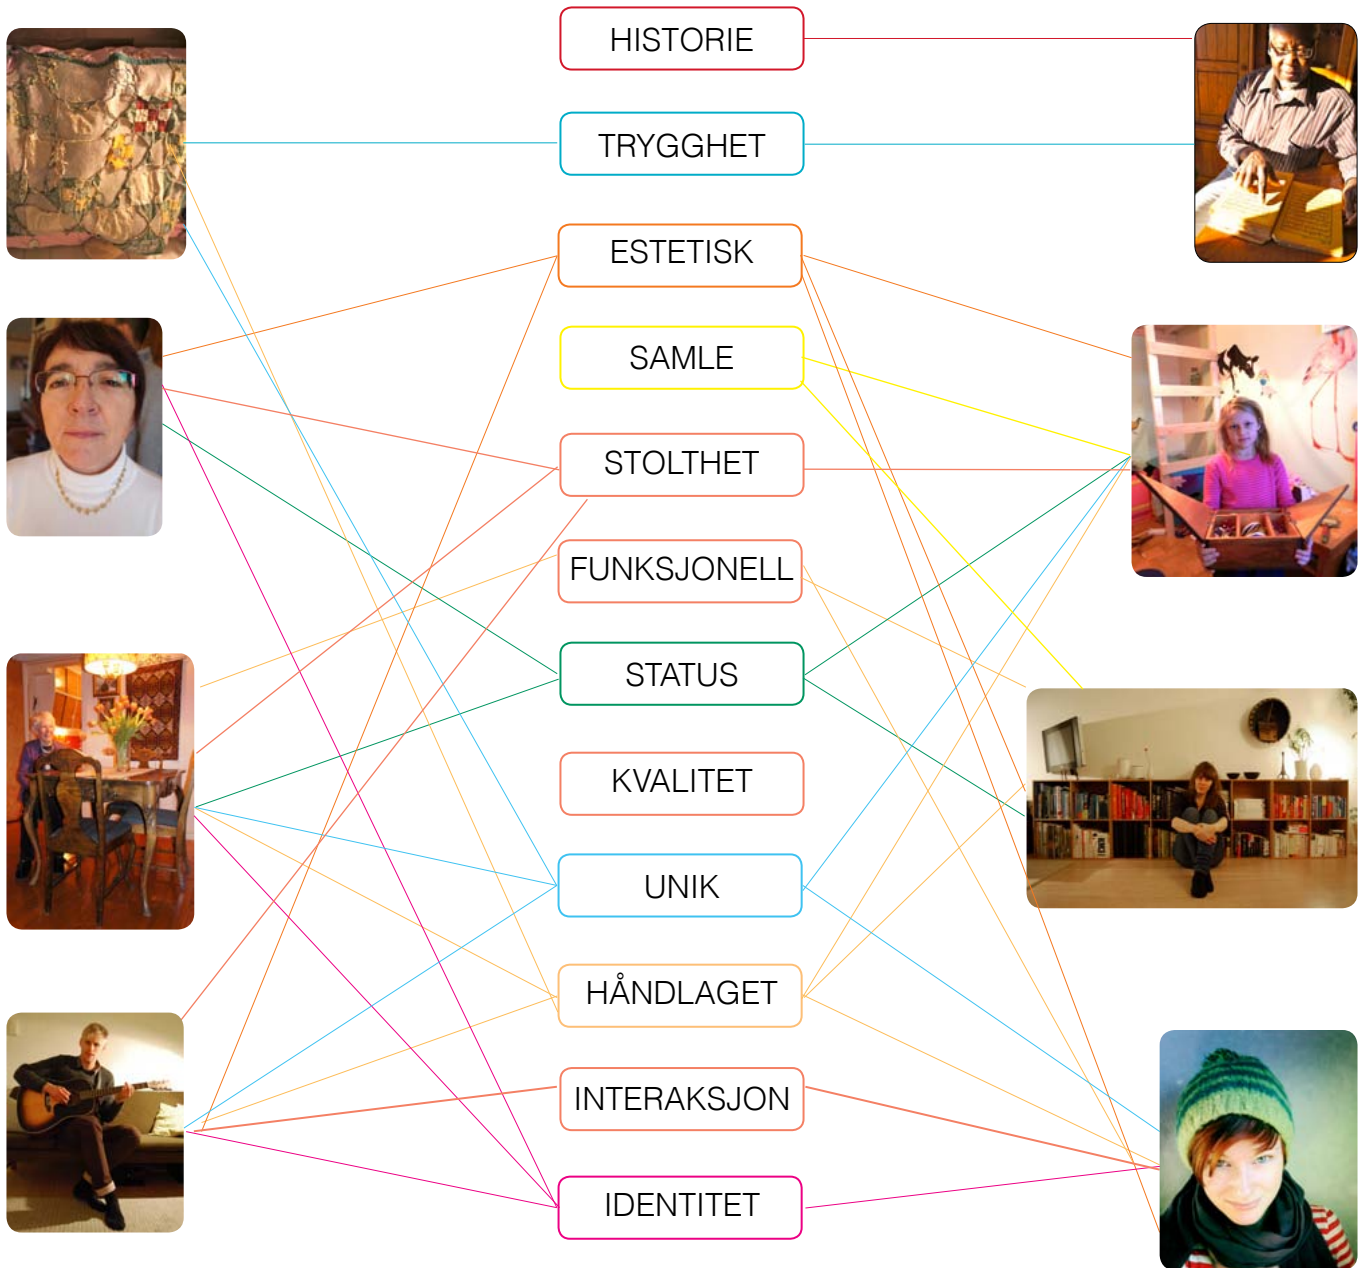 HISTORIE
TRYGGHET
ESTETISK
SAMLE
STOLTHET
FUNKSJONELL
STATUS
KVALITET
UNIK
HÅNDLAGET
INTERAKSJON
IDENTITET